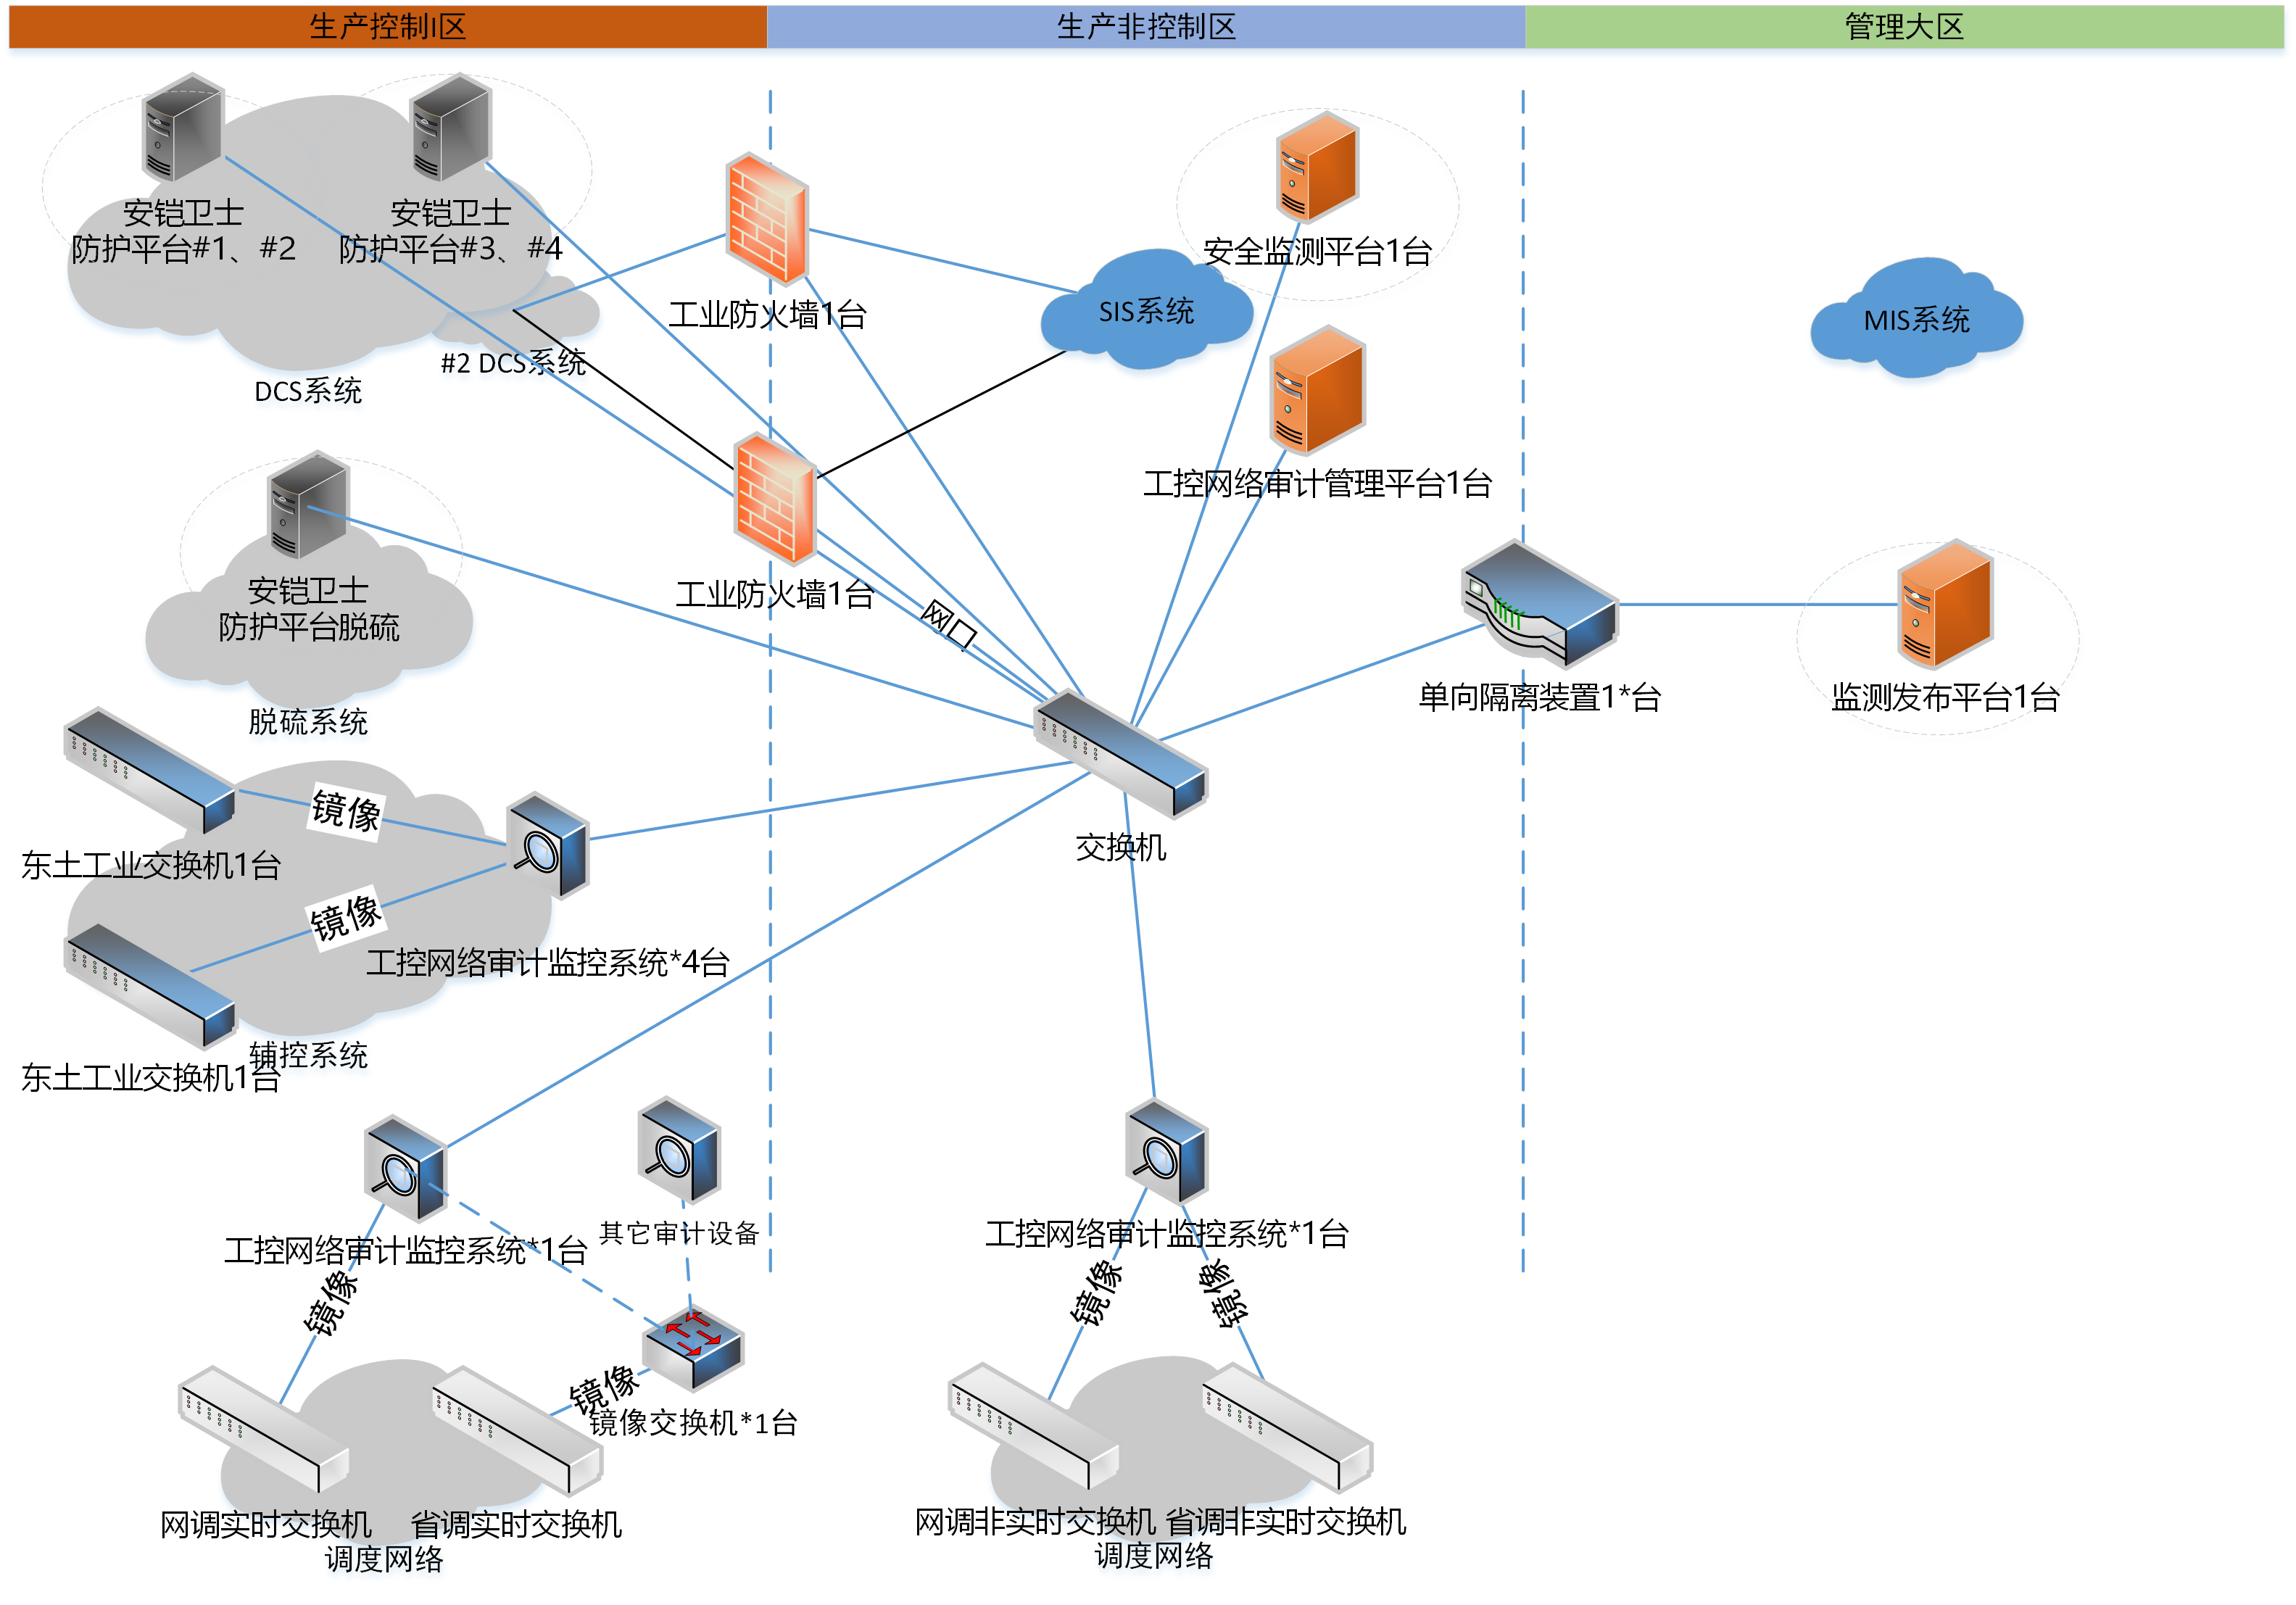 生产控制I区
生产非控制区
管理大区
安铠卫士
防护平台#1、#2
安铠卫士
防护平台#3、#4
#2 DCS系统
DCS系统
工业防火墙1台
SIS系统
安全监测平台1台
MIS系统
工控网络审计管理平台1台
工业防火墙1台
网口
安铠卫士
防护平台脱硫
脱硫系统
单向隔离装置1*台
监测发布平台1台
交换机
镜像
东土工业交换机1台
镜像
工控网络审计监控系统*4台
辅控系统
东土工业交换机1台
工控网络审计监控系统*1台
其它审计设备
工控网络审计监控系统*1台
镜像
镜像
镜像交换机*1台
镜像
镜像
网调实时交换机
省调实时交换机
调度网络
网调非实时交换机
省调非实时交换机
调度网络